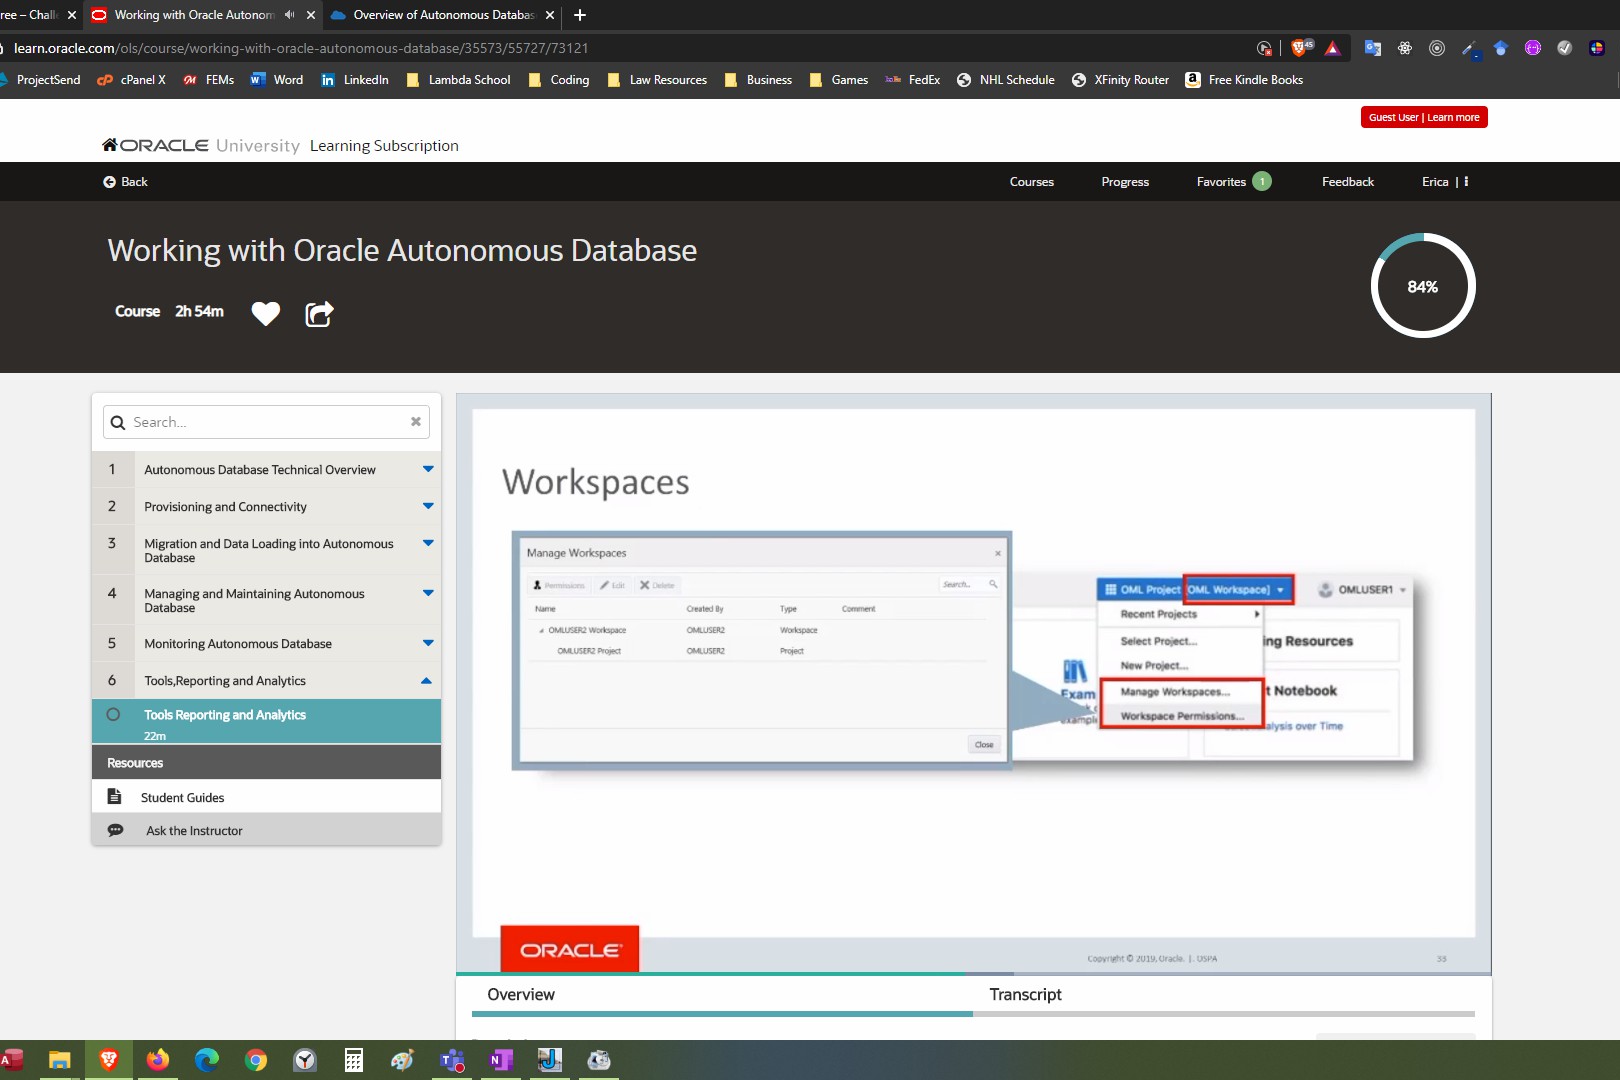 ree – Chall
Working with Oracle Autonom
Overview of Autonomous Databas
learn.oracle.com/ols/course/working-with-oracle-autonomous-database/35573/55727/73121
45
ProjectSend
cPanel X
FEMs
Word
LinkedIn
Lambda School
Coding
Law Resources
Business
Games
FedEx
NHL Schedule
XFinity Router
Free Kindle Books
Guest User | Learn more
ORACLE University Learning Subscription
Back
Courses
Progress
Favorites 1
Feedback
Erica |
Working with Oracle Autonomous Database
Course 2h 54m
84%
Search...
1 Autonomous Database Technical Overview
2 Provisioning and Connectivity
3 Migration and Data Loading into Autonomous
Database
4 Managing and Maintaining Autonomous
Database
5 Monitoring Autonomous Database
6 Tools,Reporting and Analytics
Tools Reporting and Analytics
22m
Resources
Student Guides
Ask the Instructor
Workspaces
Manage Workspaces
Permissions Edit Delete Search...
Name Created By Type Comment
OMLUSER2 Workspace OMLUSER2 Workspace
OMLUSER2 Project OMLUSER2 Project
Close
OML Project [OML Workspace]
OMLUSER1
Recent Projects
Select Project...
New Project...
Manage Workspaces...
Workspace Permissions...
ing Resources
Exam
example
t Notebook
alysis over Time
ORACLE
Copyright © 2019, Oracle. | USPA
33
Overview
Transcript